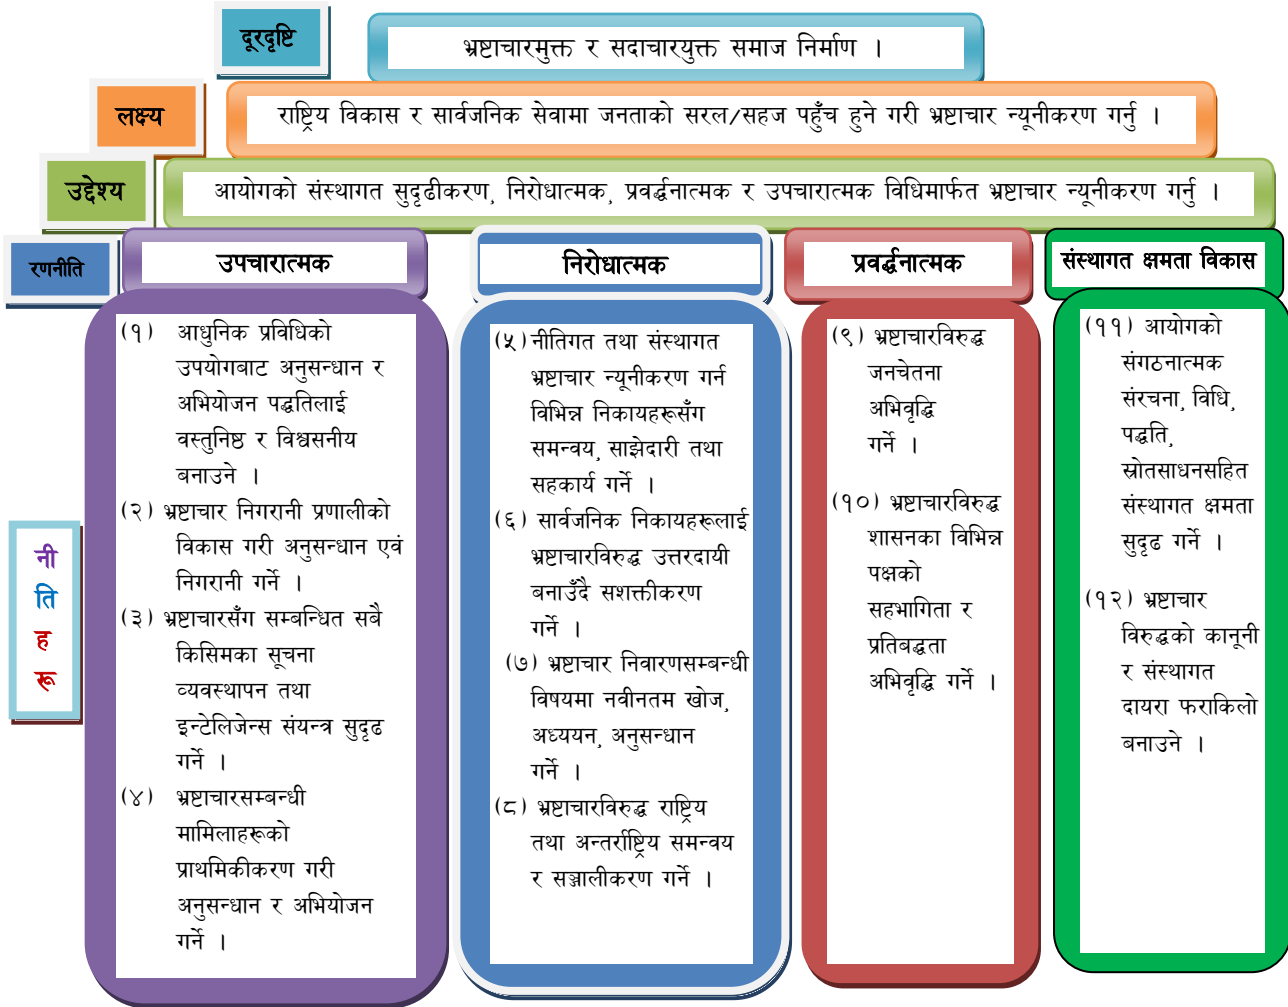 दूरदृष्टि
भ्रष्टाचारमुक्त र सदाचारयुक्त समाज निर्माण ।
लक्ष्य
राष्ट्रिय विकास र सार्वजनिक सेवामा जनताको सरल/सहज पहुँच हुने गरी भ्रष्टाचार न्यूनीकरण गर्नु ।
उद्देश्य
आयोगको संस्थागत सुदृढीकरण, निरोधात्मक, प्रवर्द्धनात्मक र उपचारात्मक विधिमार्फत भ्रष्टाचार न्यूनीकरण गर्नु ।
रणनीति
उपचारात्मक
निरोधात्मक
प्रवर्द्धनात्मक
संस्थागत क्षमता विकास
नी
ति
ह
रू
(१) आधुनिक प्रविधिको
उपयोगबाट अनुसन्धान र
अभियोजन पद्धतिलाई
वस्तुनिष्ठ र विश्वसनीय
बनाउने ।
(२) भ्रष्टाचार निगरानी प्रणालीको
विकास गरी अनुसन्धान एवं
निगरानी गर्ने ।
(३) भ्रष्टाचारसँग सम्बन्धित सबै
किसिमका सूचना
व्यवस्थापन तथा
इन्टेलिजेन्स संयन्त्र सुदृढ
गर्ने ।
(४) भ्रष्टाचारसम्बन्धी
मामिलाहरूको
प्राथमिकीकरण गरी
अनुसन्धान र अभियोजन
गर्ने ।
(५) नीतिगत तथा संस्थागत
भ्रष्टाचार न्यूनीकरण गर्न
विभिन्न निकायहरूसँग
समन्वय, साझेदारी तथा
सहकार्य गर्ने ।
(६) सार्वजनिक निकायहरूलाई
भ्रष्टाचारविरुद्ध उत्तरदायी
बनाउँदै सशक्तीकरण
गर्ने ।
(७) भ्रष्टाचार निवारणसम्बन्धी
विषयमा नवीनतम खोज,
अध्ययन, अनुसन्धान
गर्ने ।
(८) भ्रष्टाचारविरुद्ध राष्ट्रिय
तथा अन्तर्राष्ट्रिय समन्वय
र सञ्जालीकरण गर्ने ।
(९) भ्रष्टाचारविरुद्ध
जनचेतना
अभिवृद्धि
गर्ने ।
(१०) भ्रष्टाचारविरुद्ध
शासनका विभिन्न
पक्षको
सहभागिता र
प्रतिबद्धता
अभिवृद्धि गर्ने ।
(११) आयोगको
संगठनात्मक
संरचना, विधि,
पद्धति,
स्रोतसाधनसहित
संस्थागत क्षमता
सुदृढ गर्ने ।
(१२) भ्रष्टाचार
विरुद्धको कानूनी
र संस्थागत
दायरा फराकिलो
बनाउने ।